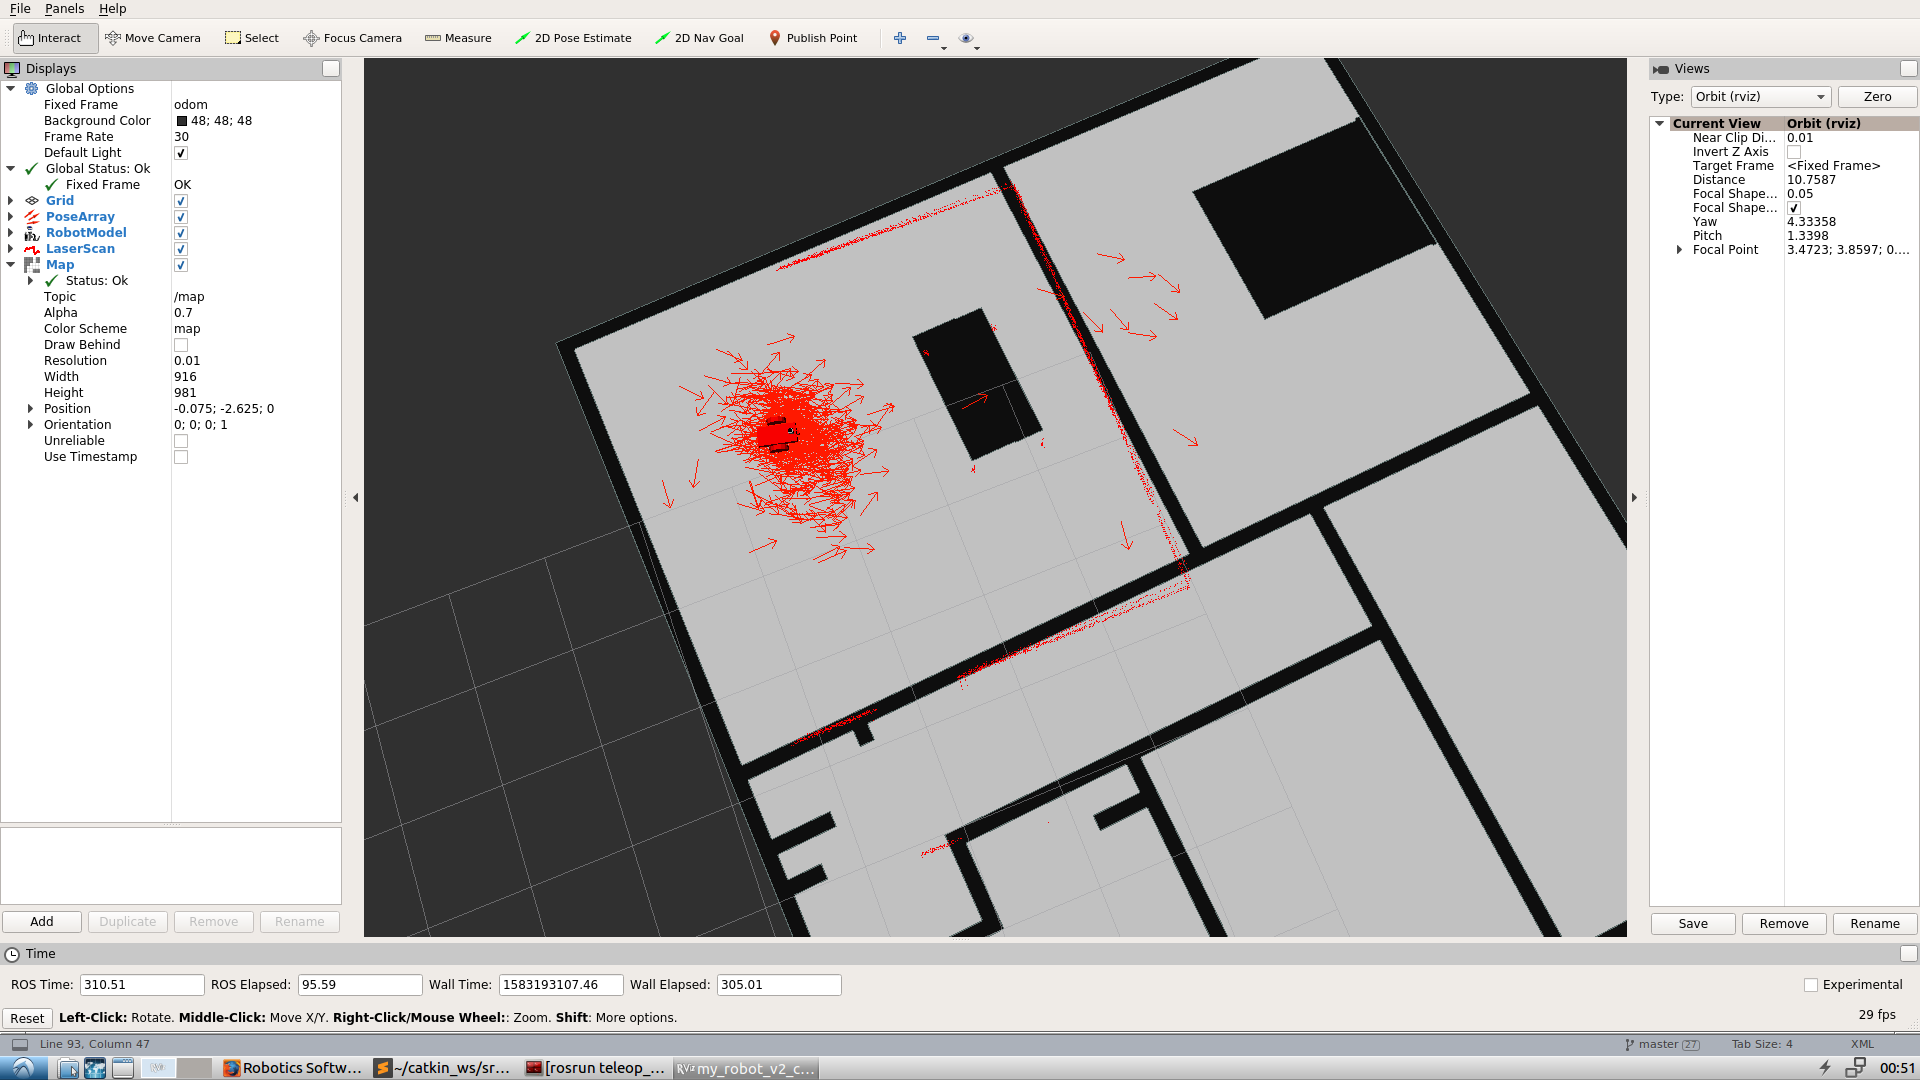 File Panels Help
Interact Move Camera Select Focus Camera Measure 2D Pose Estimate 2D Nav Goal Publish Point
Displays
Global Options
Fixed Frame odom
Background Color 48; 48; 48
Frame Rate 30
Default Light
Global Status: Ok
Fixed Frame OK
Grid
PoseArray
RobotModel
LaserScan
Map
Status: Ok
Topic /map
Alpha 0.7
Color Scheme map
Draw Behind
Resolution 0.01
Width 916
Height 981
Position -0.075; -2.625; 0
Orientation 0; 0; 0; 1
Unreliable
Use Timestamp
Add Duplicate Remove Rename
Views
Type: Orbit (rviz) Zero
Current View Orbit (rviz)
Near Clip Di... 0.01
Invert Z Axis
Target Frame <Fixed Frame>
Distance 10.7587
Focal Shape... 0.05
Focal Shape...
Yaw 4.33358
Pitch 1.3398
Focal Point 3.4723; 3.8597; 0....
Save Remove Rename
Time
ROS Time: 310.51 ROS Elapsed: 95.59 Wall Time: 1583193107.46 Wall Elapsed: 305.01 Experimental
Reset Left-Click: Rotate. Middle-Click: Move X/Y. Right-Click/Mouse Wheel:: Zoom. Shift: More options. 29 fps
Line 93, Column 47 master 27 Tab Size: 4 XML
Robotics Softw... ~/catkin_ws/sr... [rosrun teleop_... my_robot_v2_c... 00:51